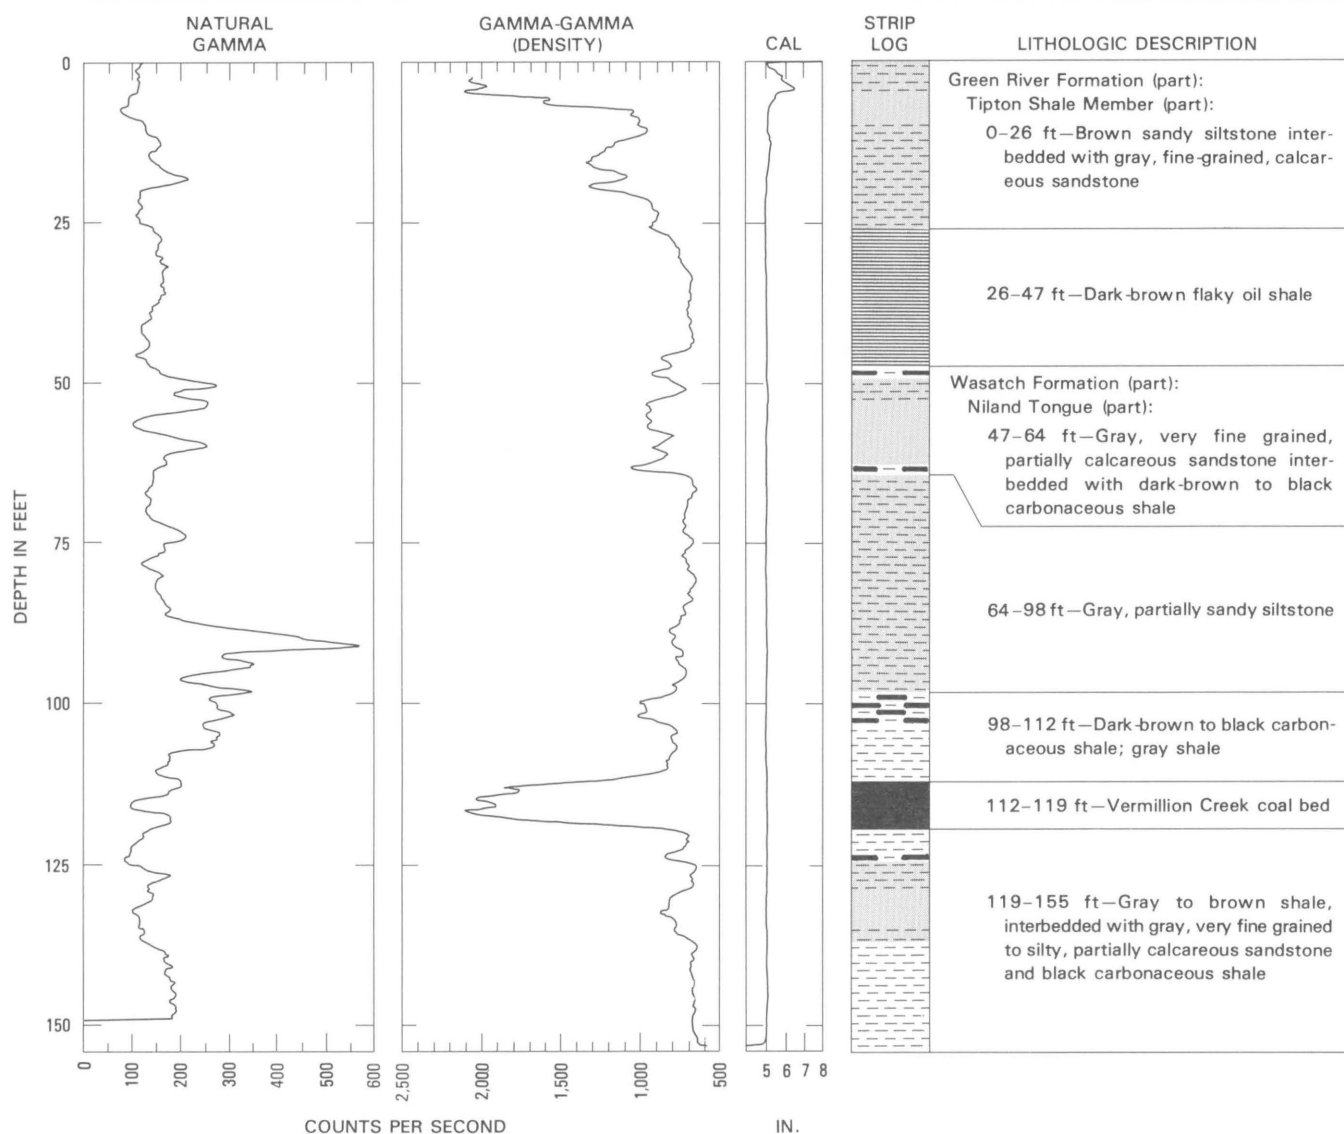 NATURAL
GAMMA
GAMMA-GAMMA
(DENSITY)
CAL
STRIP
LOG
LITHOLOGIC DESCRIPTION
DEPTH IN FEET
0
25
50
75
100
125
150
0
100
200
300
400
500
600
2,500
2,000
1,500
1,000
500
5 6 7 8
COUNTS PER SECOND
IN.
Green River Formation (part):
Tipton Shale Member (part):
0–26 ft—Brown sandy siltstone inter-
bedded with gray, fine-grained, calcar-
eous sandstone
26–47 ft—Dark-brown flaky oil shale
Wasatch Formation (part):
Niland Tongue (part):
47–64 ft—Gray, very fine grained,
partially calcareous sandstone inter-
bedded with dark-brown to black
carbonaceous shale
64–98 ft—Gray, partially sandy siltstone
98–112 ft—Dark-brown to black carbon-
aceous shale; gray shale
112–119 ft—Vermillion Creek coal bed
119–155 ft—Gray to brown shale,
interbedded with gray, very fine grained
to silty, partially calcareous sandstone
and black carbonaceous shale